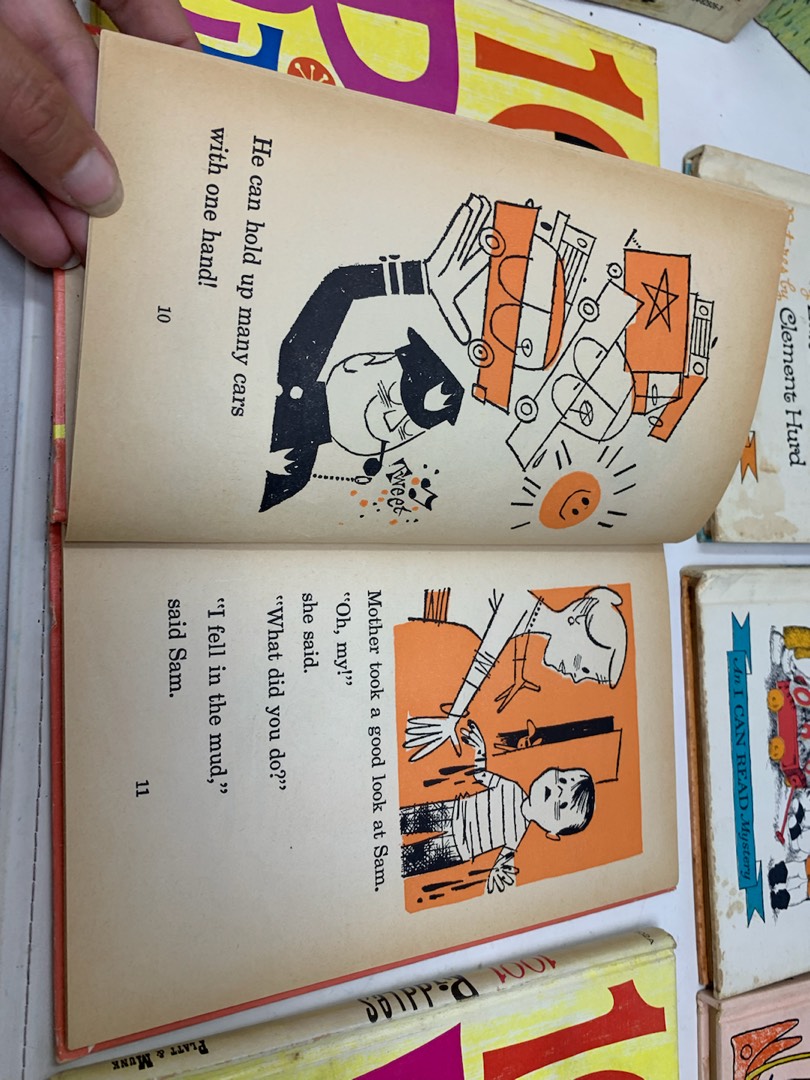 He can hold up many cars
with one hand!
Tweet
10
Mother took a good look at Sam.
"Oh, my!"
she said.
"What did you do?"
"I fell in the mud,"
said Sam.
11
Clement Hurd
An I CAN READ Mystery
1001 Riddles
PLATT & MUNK